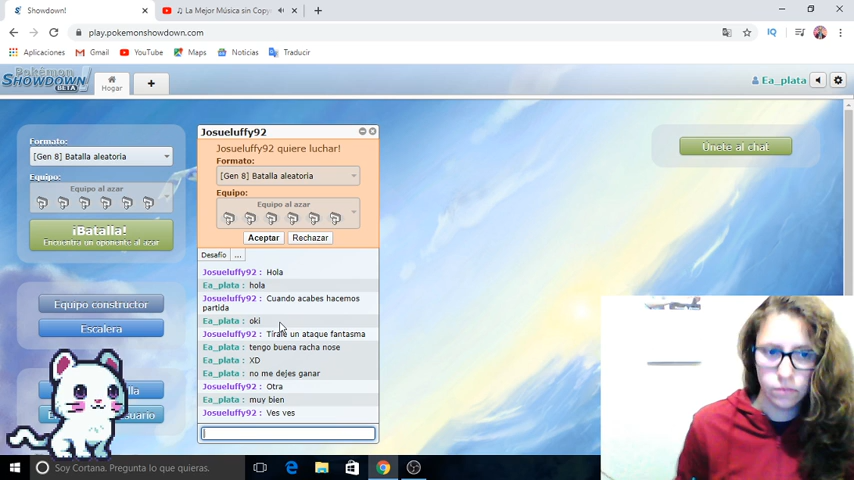 Showdown!
♫ La Mejor Música sin Copy
play.pokemonshowdown.com
Aplicaciones
Gmail
YouTube
Maps
Noticias
Traducir
IQ
Pokémon
SHOWDOWN
BETA
Hogar
Ea_plata
Formato:
[Gen 8] Batalla aleatoria
Equipo:
Equipo al azar
¡Batalla!
Encuentra un oponente al azar
Equipo constructor
Escalera
Josueluffy92
Josueluffy92 quiere luchar!
Formato:
[Gen 8] Batalla aleatoria
Equipo:
Equipo al azar
Aceptar
Rechazar
Desafío
...
Josueluffy92 : Hola
Ea_plata : hola
Josueluffy92 : Cuando acabes hacemos
partida
Ea_plata : oki
Josueluffy92 : Tirale un ataque fantasma
Ea_plata : tengo buena racha nose
Ea_plata : XD
Ea_plata : no me dejes ganar
Josueluffy92 : Otra
Ea_plata : muy bien
Josueluffy92 : Ves ves
Únete al chat
Soy Cortana. Pregunta lo que quieras.